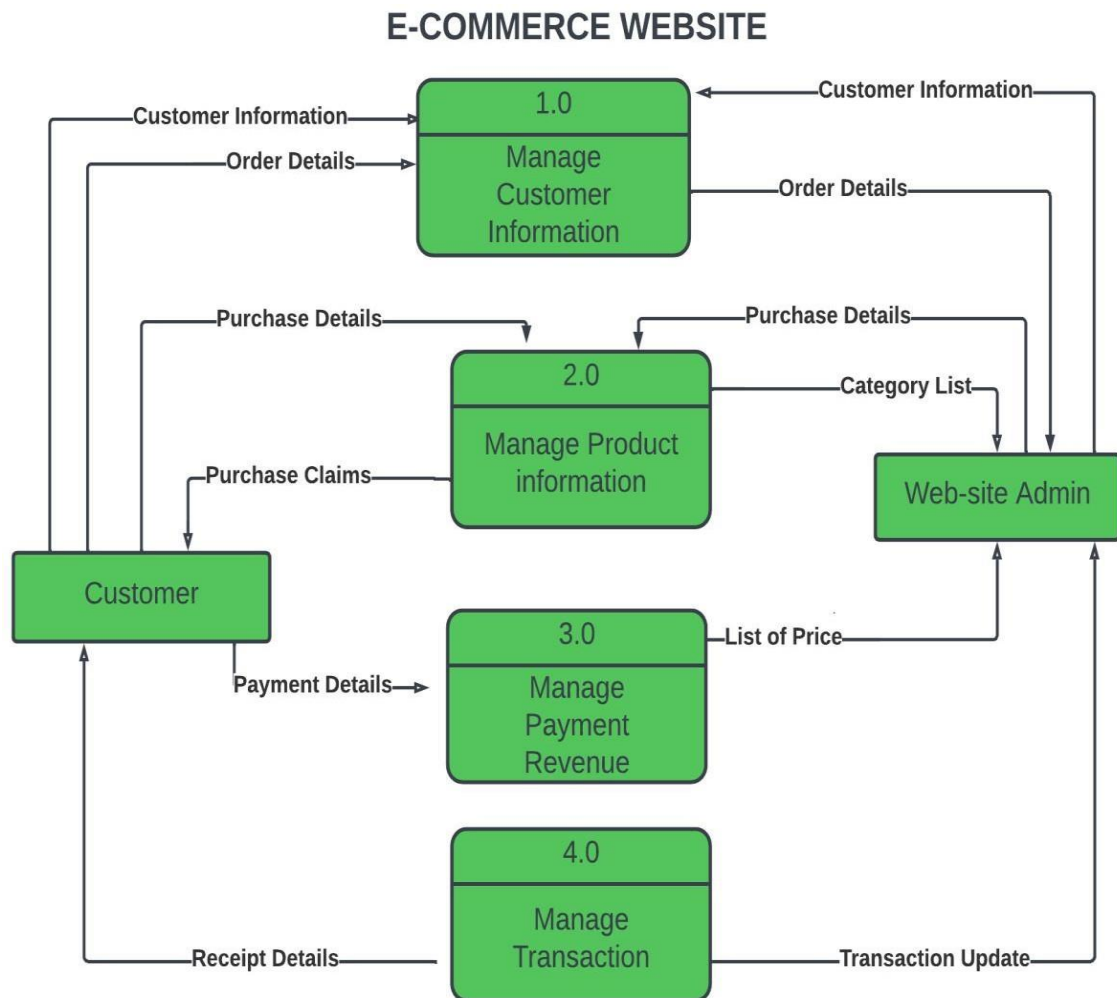 E-COMMERCE WEBSITE
1.0
Customer Information
Customer Information
Order Details
Manage
Customer
Information
Order Details
Purchase Details
Purchase Details
2.0
Category List
Manage Product
information
Purchase Claims
Web-site Admin
Customer
3.0
List of Price
Payment Details
Manage
Payment
Revenue
4.0
Manage
Transaction
Receipt Details
Transaction Update